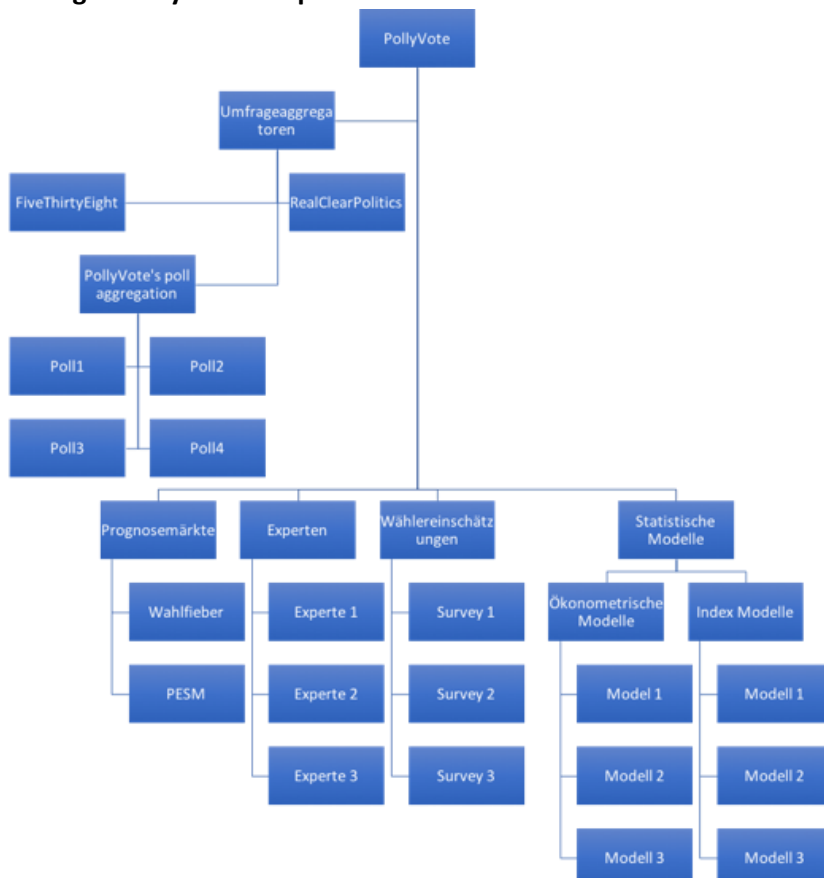 PollyVote
Umfrageaggrega
toren
FiveThirtyEight
RealClearPolitics
PollyVote's poll
aggregation
Poll1
Poll2
Poll3
Poll4
Prognosemärkte
Experten
Wählereinschätz
ungen
Statistische
Modelle
Wahlfieber
Experte 1
Survey 1
Ökonometrische
Modelle
Index Modelle
PESM
Experte 2
Survey 2
Model 1
Modell 1
Experte 3
Survey 3
Modell 2
Modell 2
Modell 3
Modell 3